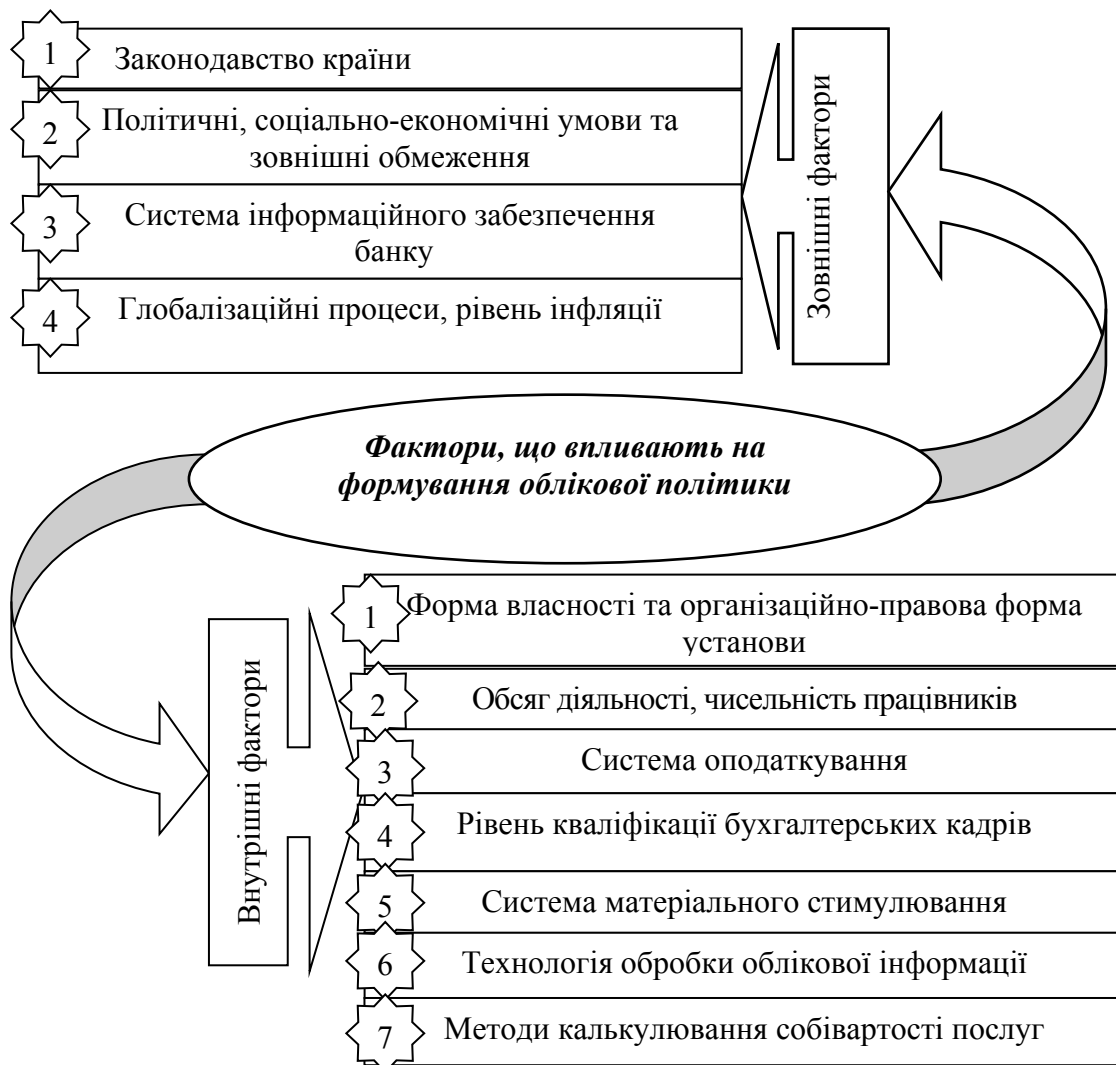 1
Законодавство країни
2
Політичні, соціально-економічні умови та
зовнішні обмеження
3
Система інформаційного забезпечення
банку
4
Глобалізаційні процеси, рівень інфляції
Зовнішні фактори
Фактори, що впливають на
формування облікової політики
Внутрішні фактори
1
Форма власності та організаційно-правова форма
установи
2
Обсяг діяльності, чисельність працівників
3
Система оподаткування
4
Рівень кваліфікації бухгалтерських кадрів
5
Система матеріального стимулювання
6
Технологія обробки облікової інформації
7
Методи калькулювання собівартості послуг